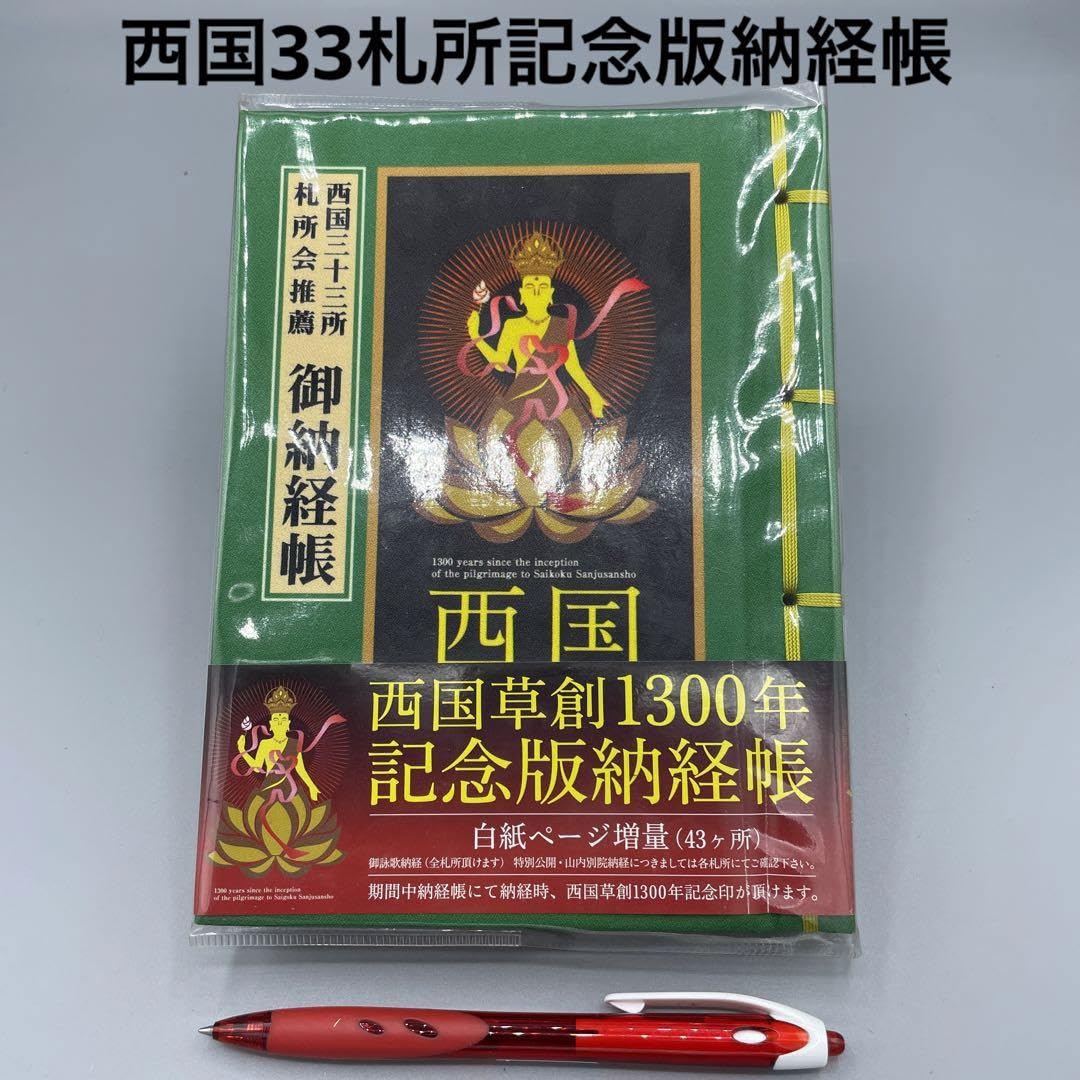 西国33札所記念版納経帳
西国三十三所
札所会推薦
御納経帳
1300 years since the inception
of the pilgrimage to Saikoku Sanjusansho
西国
西国草創1300年
記念版納経帳
白紙ページ増量(43ヶ所)
御詠歌納経(全札所頂けます) 特別公開・山内別院納経につきましては各札所にてご確認下さい。
期間中納経帳にて納経時、西国草創1300年記念印が頂けます。
1300 years since the inception
of the pilgrimage to Saigoku Sanjusansho